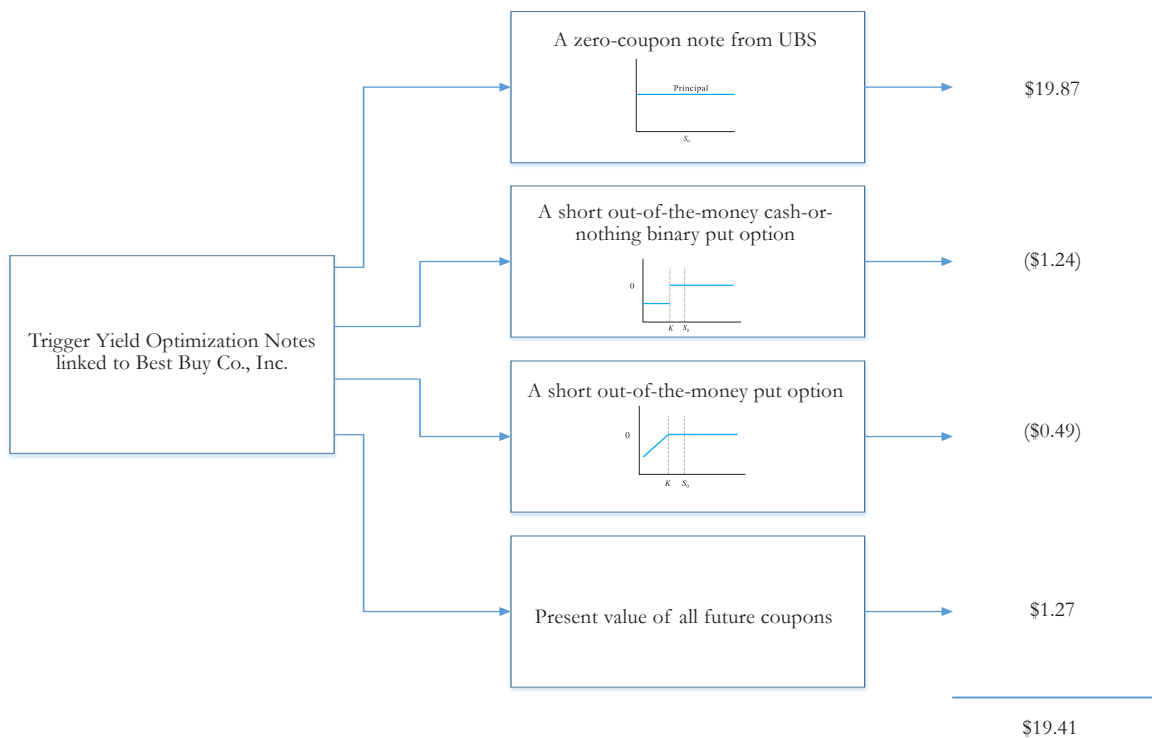 A zero-coupon note from UBS
Principal
S0
$19.87
A short out-of-the-money cash-or-
nothing binary put option
0
K S0
($1.24)
Trigger Yield Optimization Notes
linked to Best Buy Co., Inc.
A short out-of-the-money put option
0
K S0
($0.49)
Present value of all future coupons
$1.27
$19.41